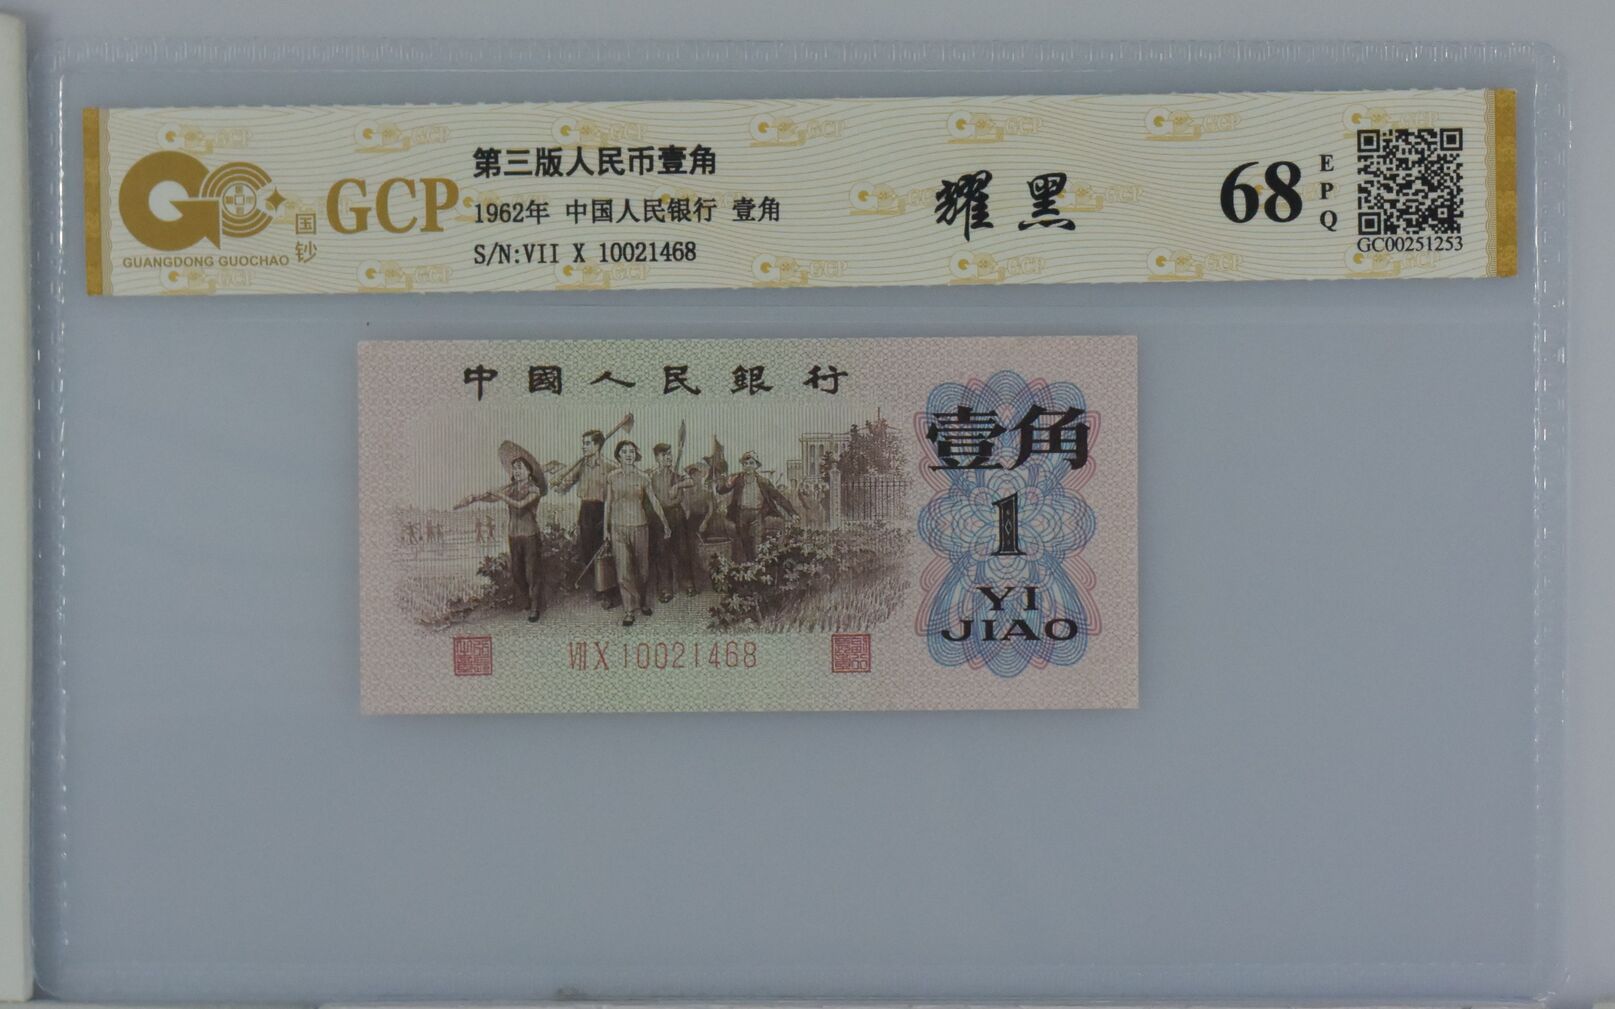 第三版人民币壹角
1962年 中国人民银行 壹角
S/N:VII X 10021468
GCP
国钞
GUANGDONG GUOCHAO
耀黑
68
EPQ
GC00251253
中國人民銀行
壹角
1
YI
JIAO
VII X 10021468